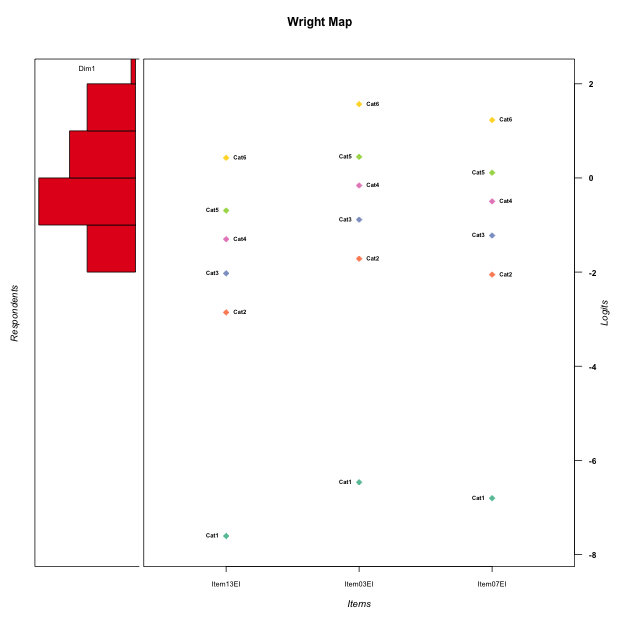 Wright Map
Dim1
2
Cat6
Cat6
Cat6
Cat5
Cat5
0
Cat4
Cat4
Cat5
Cat3
Cat3
Cat4
Cat2
Cat3
-2
Cat2
Cat2
-4
-6
Cat1
Cat1
Cat1
-8
Respondents
Logits
Item13EI
Item03EI
Item07EI
Items